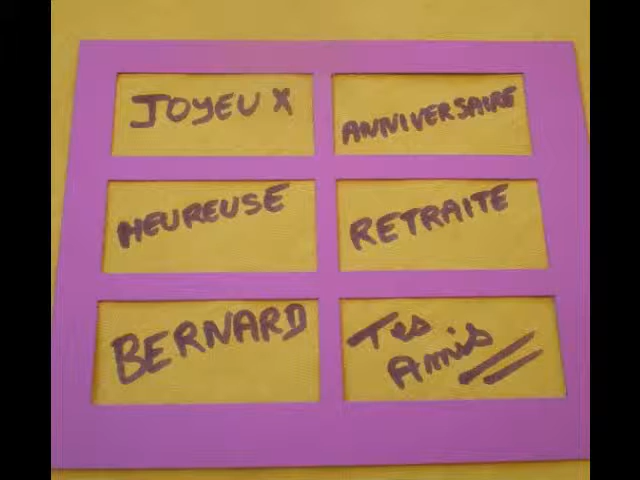 JOYEUX
ANNIVERSAIRE
HEUREUSE
RETRAITE
BERNARD
Tes
Amis